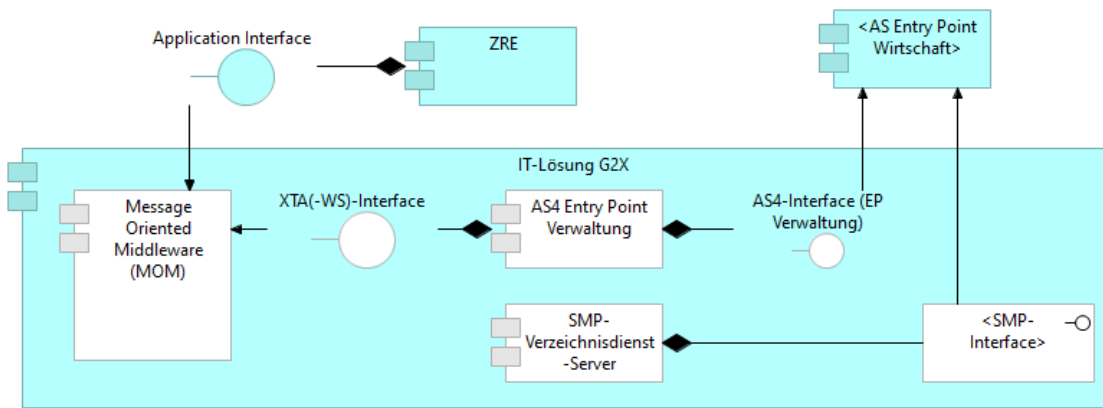 Application Interface
ZRE
<AS Entry Point
Wirtschaft>
IT-Lösung G2X
Message
Oriented
Middleware
(MOM)
XTA(-WS)-Interface
AS4 Entry Point
Verwaltung
AS4-Interface (EP
Verwaltung)
SMP-
Verzeichnisdienst
-Server
<SMP-
Interface>